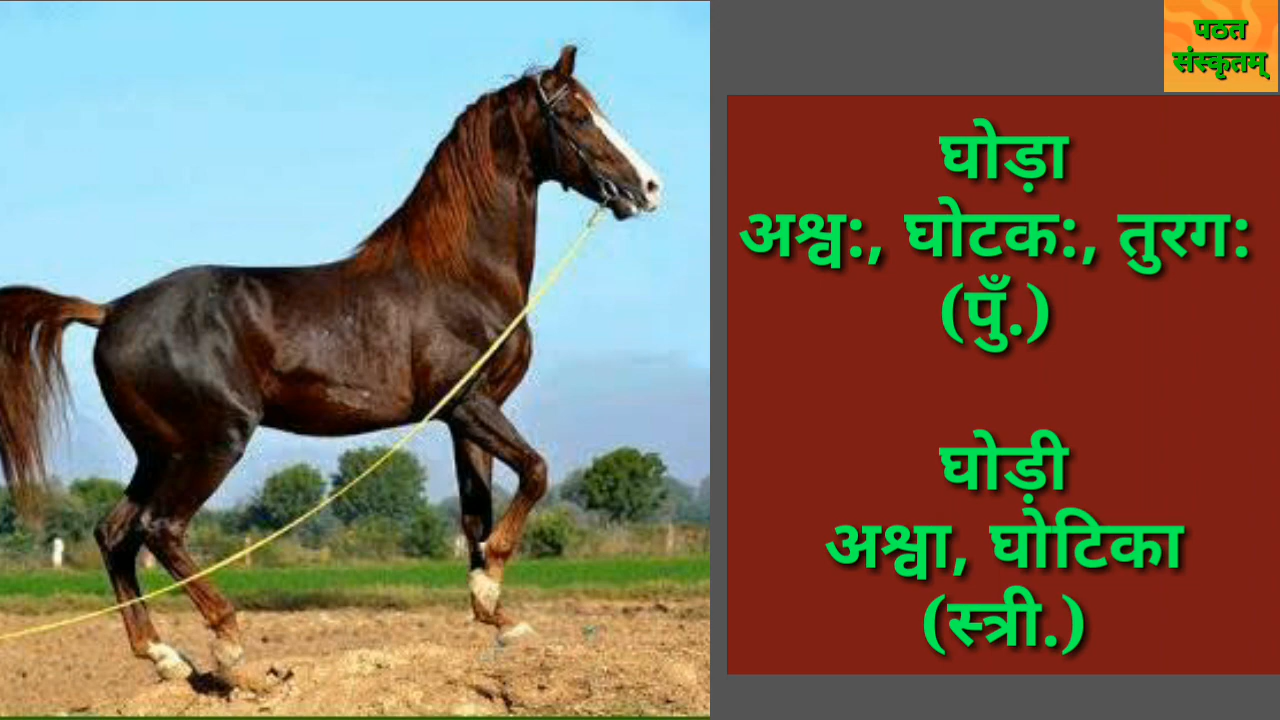 पठत
संस्कृतम्
घोड़ा
अश्व:, घोटक:, तुरग:
(पुँ.)
घोड़ी
अश्वा, घोटिका
(स्त्री.)